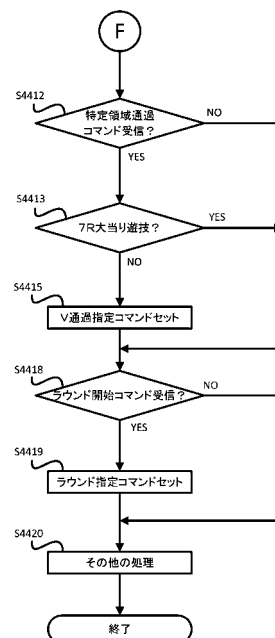 F
S4412
特定領域通過
コマンド受信?
NO
YES
S4413
7R大当り遊技?
YES
NO
S4415
V通過指定コマンドセット
S4418
ラウンド開始コマンド受信?
NO
YES
S4419
ラウンド指定コマンドセット
S4420
その他の処理
終了